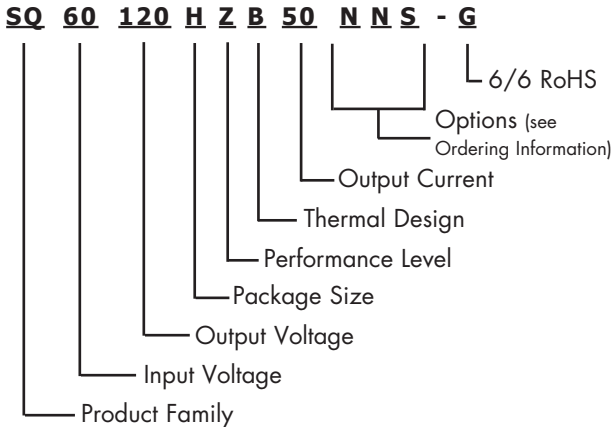 SQ 60 120 H Z B 50 N N S - G
6/6 RoHS
Options (see
Ordering Information)
Output Current
Thermal Design
Performance Level
Package Size
Output Voltage
Input Voltage
Product Family